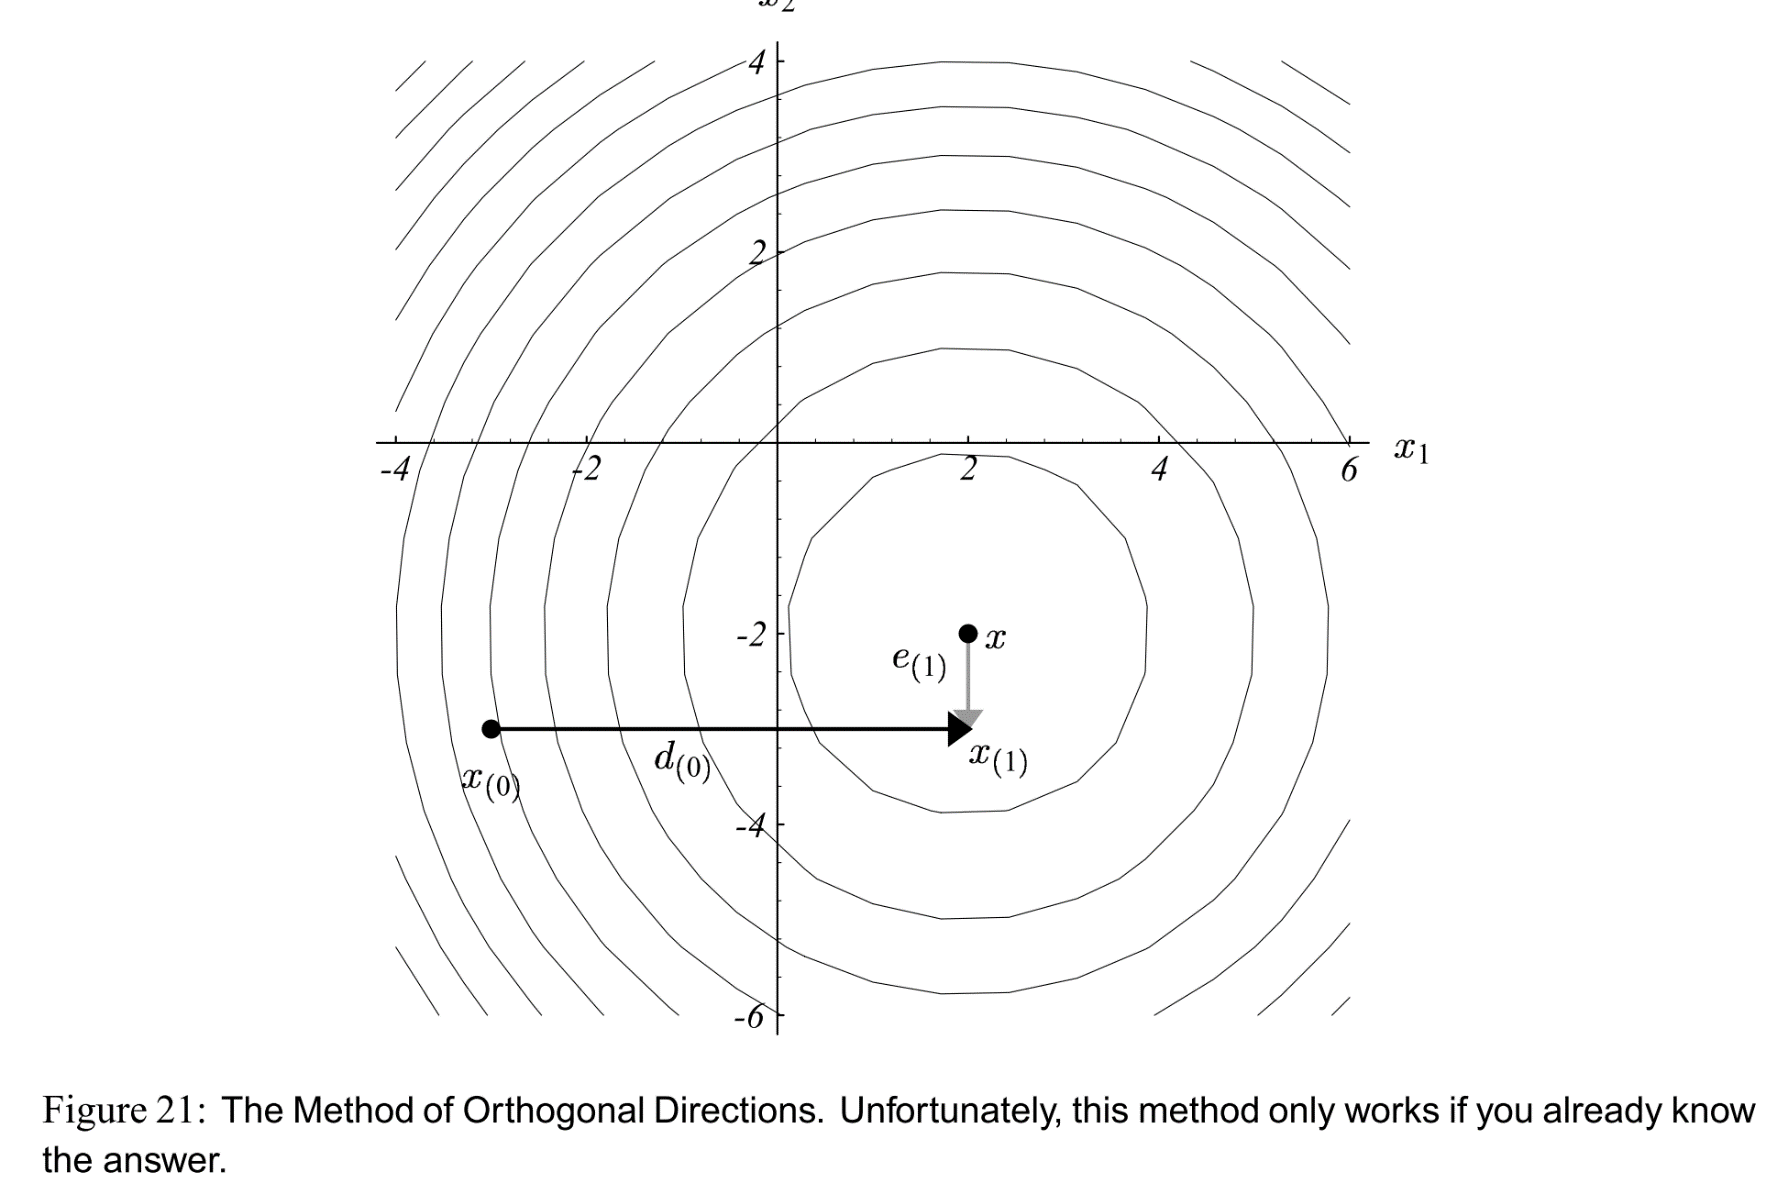 4
2
x₁
-4
-2
2
4
6
-2
x
e₍₁₎
d₍₀₎
x₍₁₎
x₍₀₎
-4
-6
Figure 21: The Method of Orthogonal Directions. Unfortunately, this method only works if you already know
the answer.